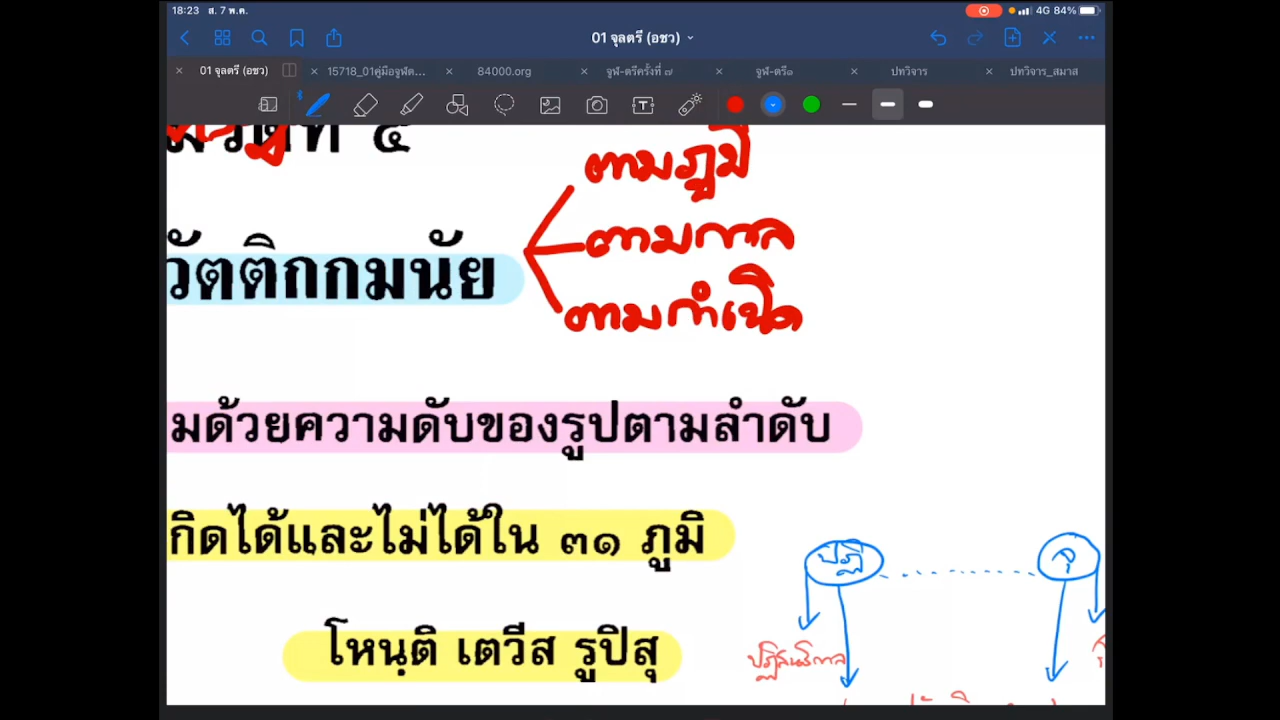 18:23 ส. 7 พ.ค.
4G 84%
01 จุลตรี (อชว)
01 จุลตรี (อชว)
15718_01คู่มือจูฬัต...
84000.org
จูฬ-ตรีครั้งที่ ๗
จูฬ-ตรี๑
ปทวิจาร
ปทวิจาร_สมาส
ที่ ๕
ตามภูมิ
ตามกาล
วัตติกกมนัย
ตามกำเนิด
มด้วยความดับของรูปตามลำดับ
กิดได้และไม่ได้ใน ๓๑ ภูมิ
ปฏิ
จุ
โหนฺติ เตวีส รูปิสุ
ปฏิสนธิกาล